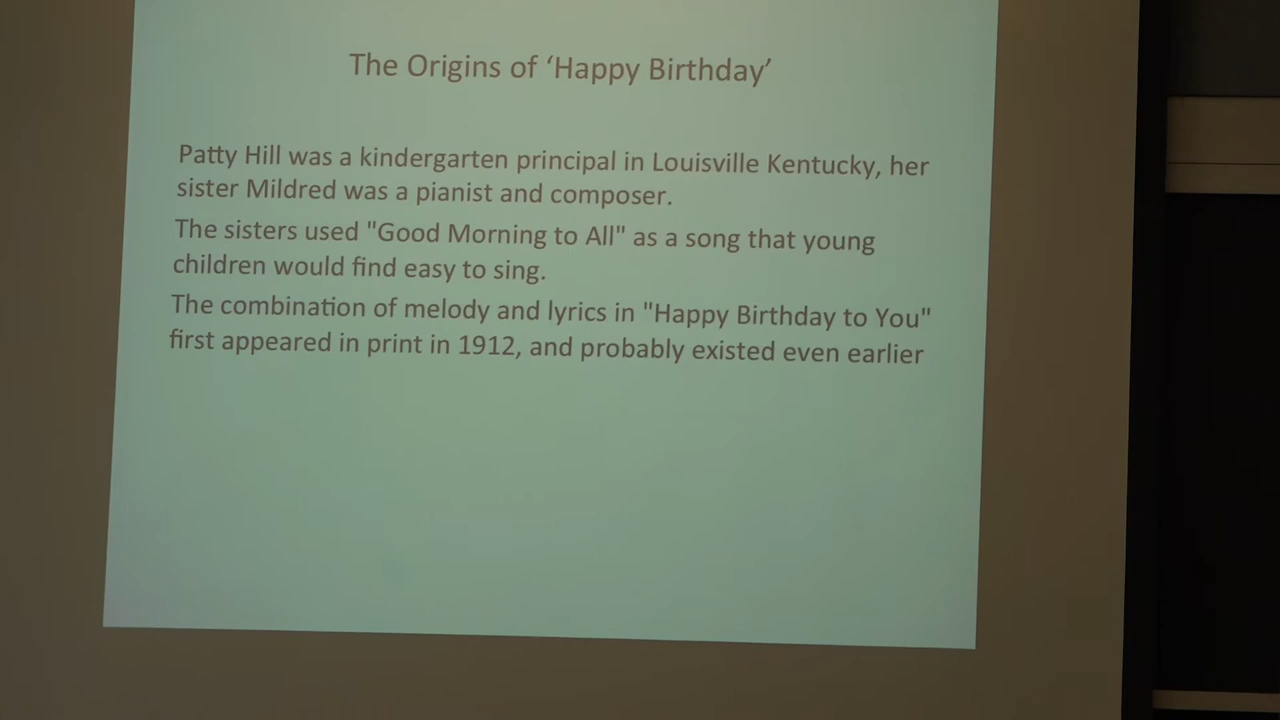 The Origins of ‘Happy Birthday’
Patty Hill was a kindergarten principal in Louisville Kentucky, her
sister Mildred was a pianist and composer.
The sisters used "Good Morning to All" as a song that young
children would find easy to sing.
The combination of melody and lyrics in "Happy Birthday to You"
first appeared in print in 1912, and probably existed even earlier